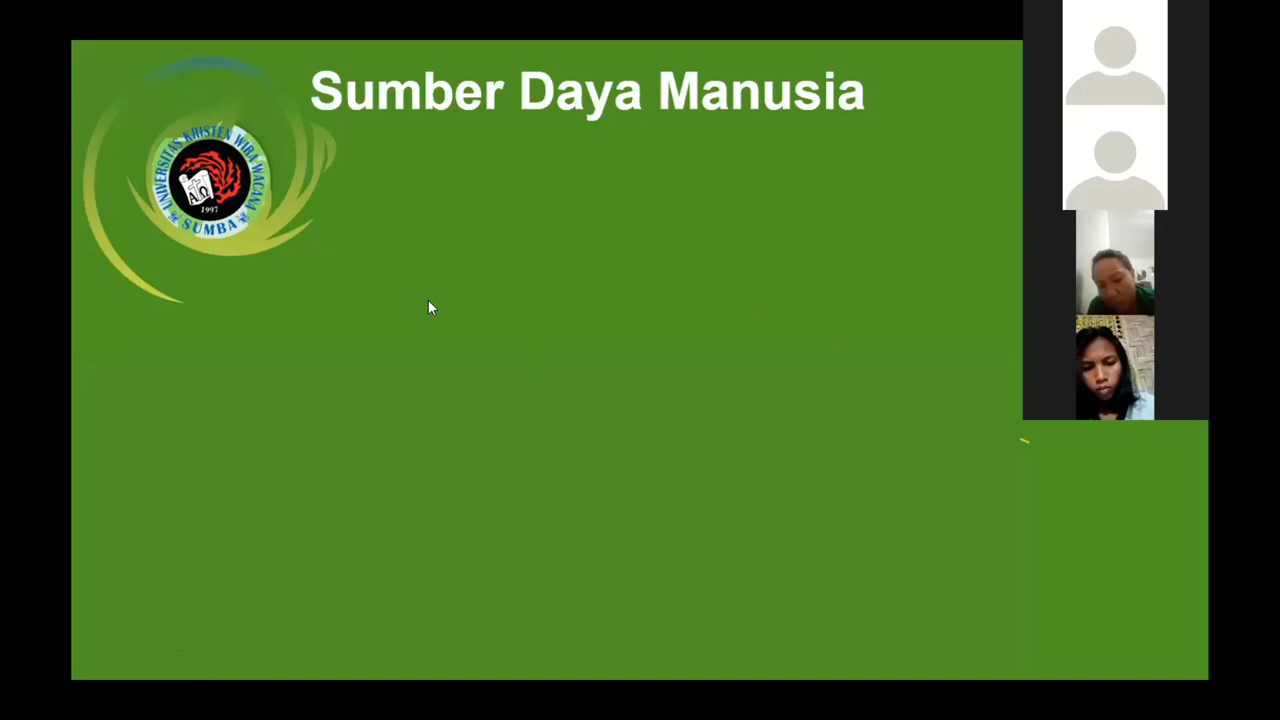 Sumber Daya Manusia
UNIVERSITAS KRISTEN WIRA WACANA
Α Ω
1997
SUMBA